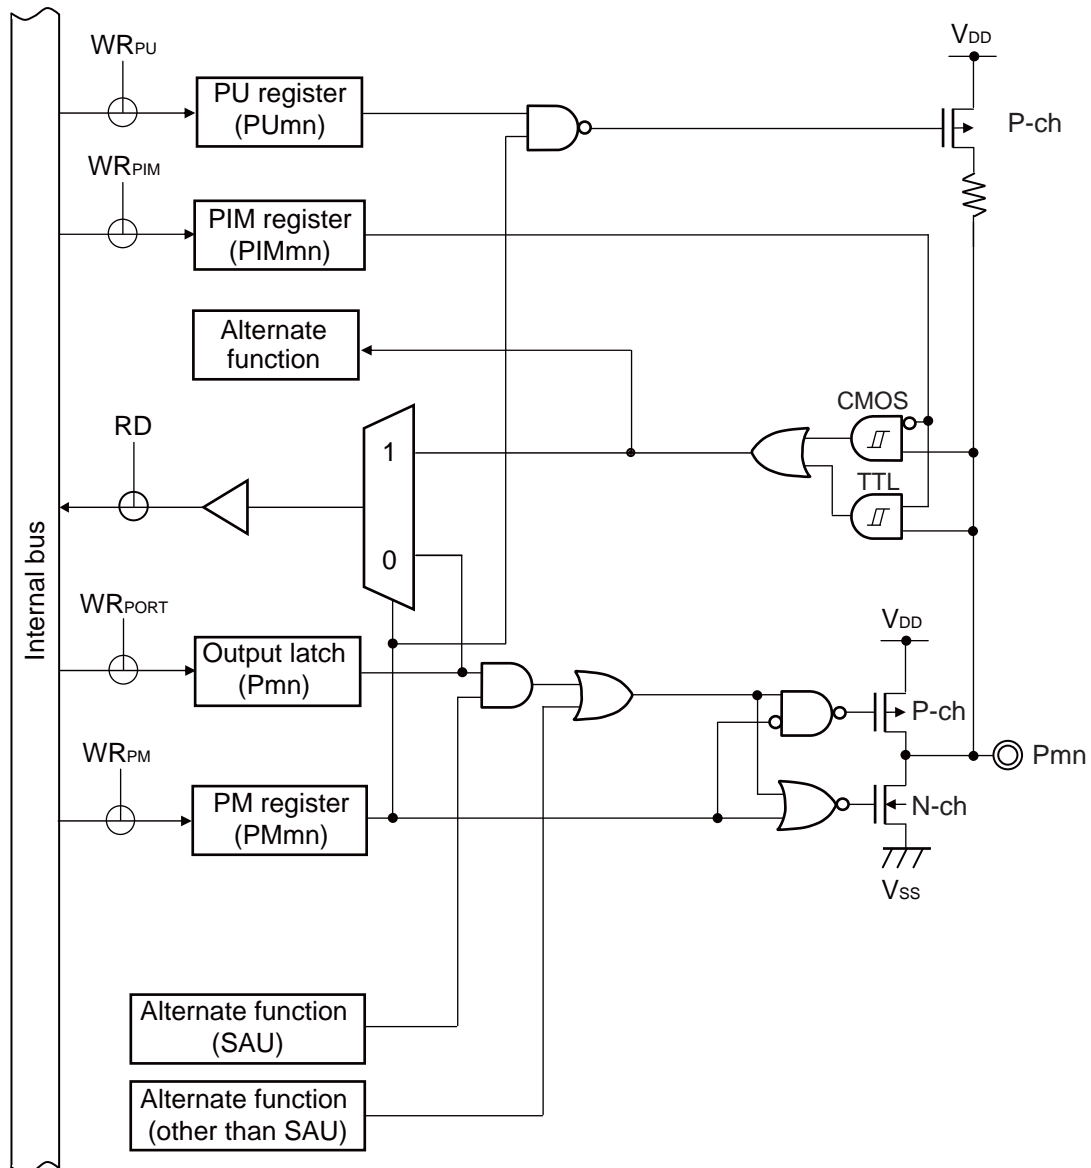 WRPU
PU register
(PUmn)
VDD
P-ch
WRPIM
PIM register
(PIMmn)
Alternate
function
CMOS
RD
1
TTL
0
Internal bus
WRPORT
Output latch
(Pmn)
VDD
P-ch
Pmn
WRPM
PM register
(PMmn)
N-ch
VSS
Alternate function
(SAU)
Alternate function
(other than SAU)